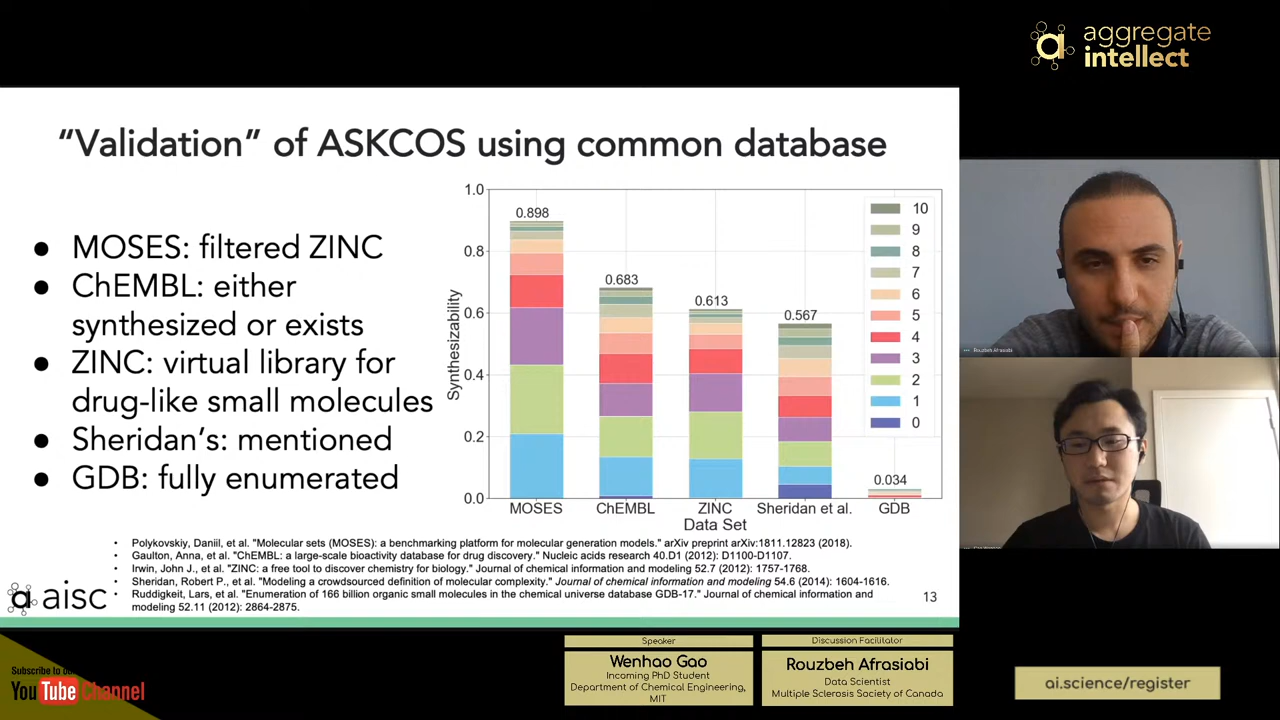 aggregate
intellect
“Validation” of ASKCOS using common database
● MOSES: filtered ZINC
● ChEMBL: either
synthesized or exists
● ZINC: virtual library for
drug-like small molecules
● Sheridan’s: mentioned
● GDB: fully enumerated
Synthesizability
1.0
0.8
0.6
0.4
0.2
0.0
0.898
0.683
0.613
0.567
0.034
10
9
8
7
6
5
4
3
2
1
0
MOSES ChEMBL ZINC Sheridan et al. GDB
Data Set
• Polykovskiy, Daniil, et al. "Molecular sets (MOSES): a benchmarking platform for molecular generation models." arXiv preprint arXiv:1811.12823 (2018).
• Gaulton, Anna, et al. "ChEMBL: a large-scale bioactivity database for drug discovery." Nucleic acids research 40.D1 (2012): D1100-D1107.
• Irwin, John J., et al. "ZINC: a free tool to discover chemistry for biology." Journal of chemical information and modeling 52.7 (2012): 1757-1768.
• Sheridan, Robert P., et al. "Modeling a crowdsourced definition of molecular complexity." Journal of chemical information and modeling 54.6 (2014): 1604-1616.
• Ruddigkeit, Lars, et al. "Enumeration of 166 billion organic small molecules in the chemical universe database GDB-17." Journal of chemical information and
modeling 52.11 (2012): 2864-2875.
a aisc
13
Rouzbeh Afrasiabi
Subscribe to
YouTube Channel
Speaker
Wenhao Gao
Incoming PhD Student
Department of Chemical Engineering,
MIT
Discussion Facilitator
Rouzbeh Afrasiabi
Data Scientist
Multiple Sclerosis Society of Canada
ai.science/register